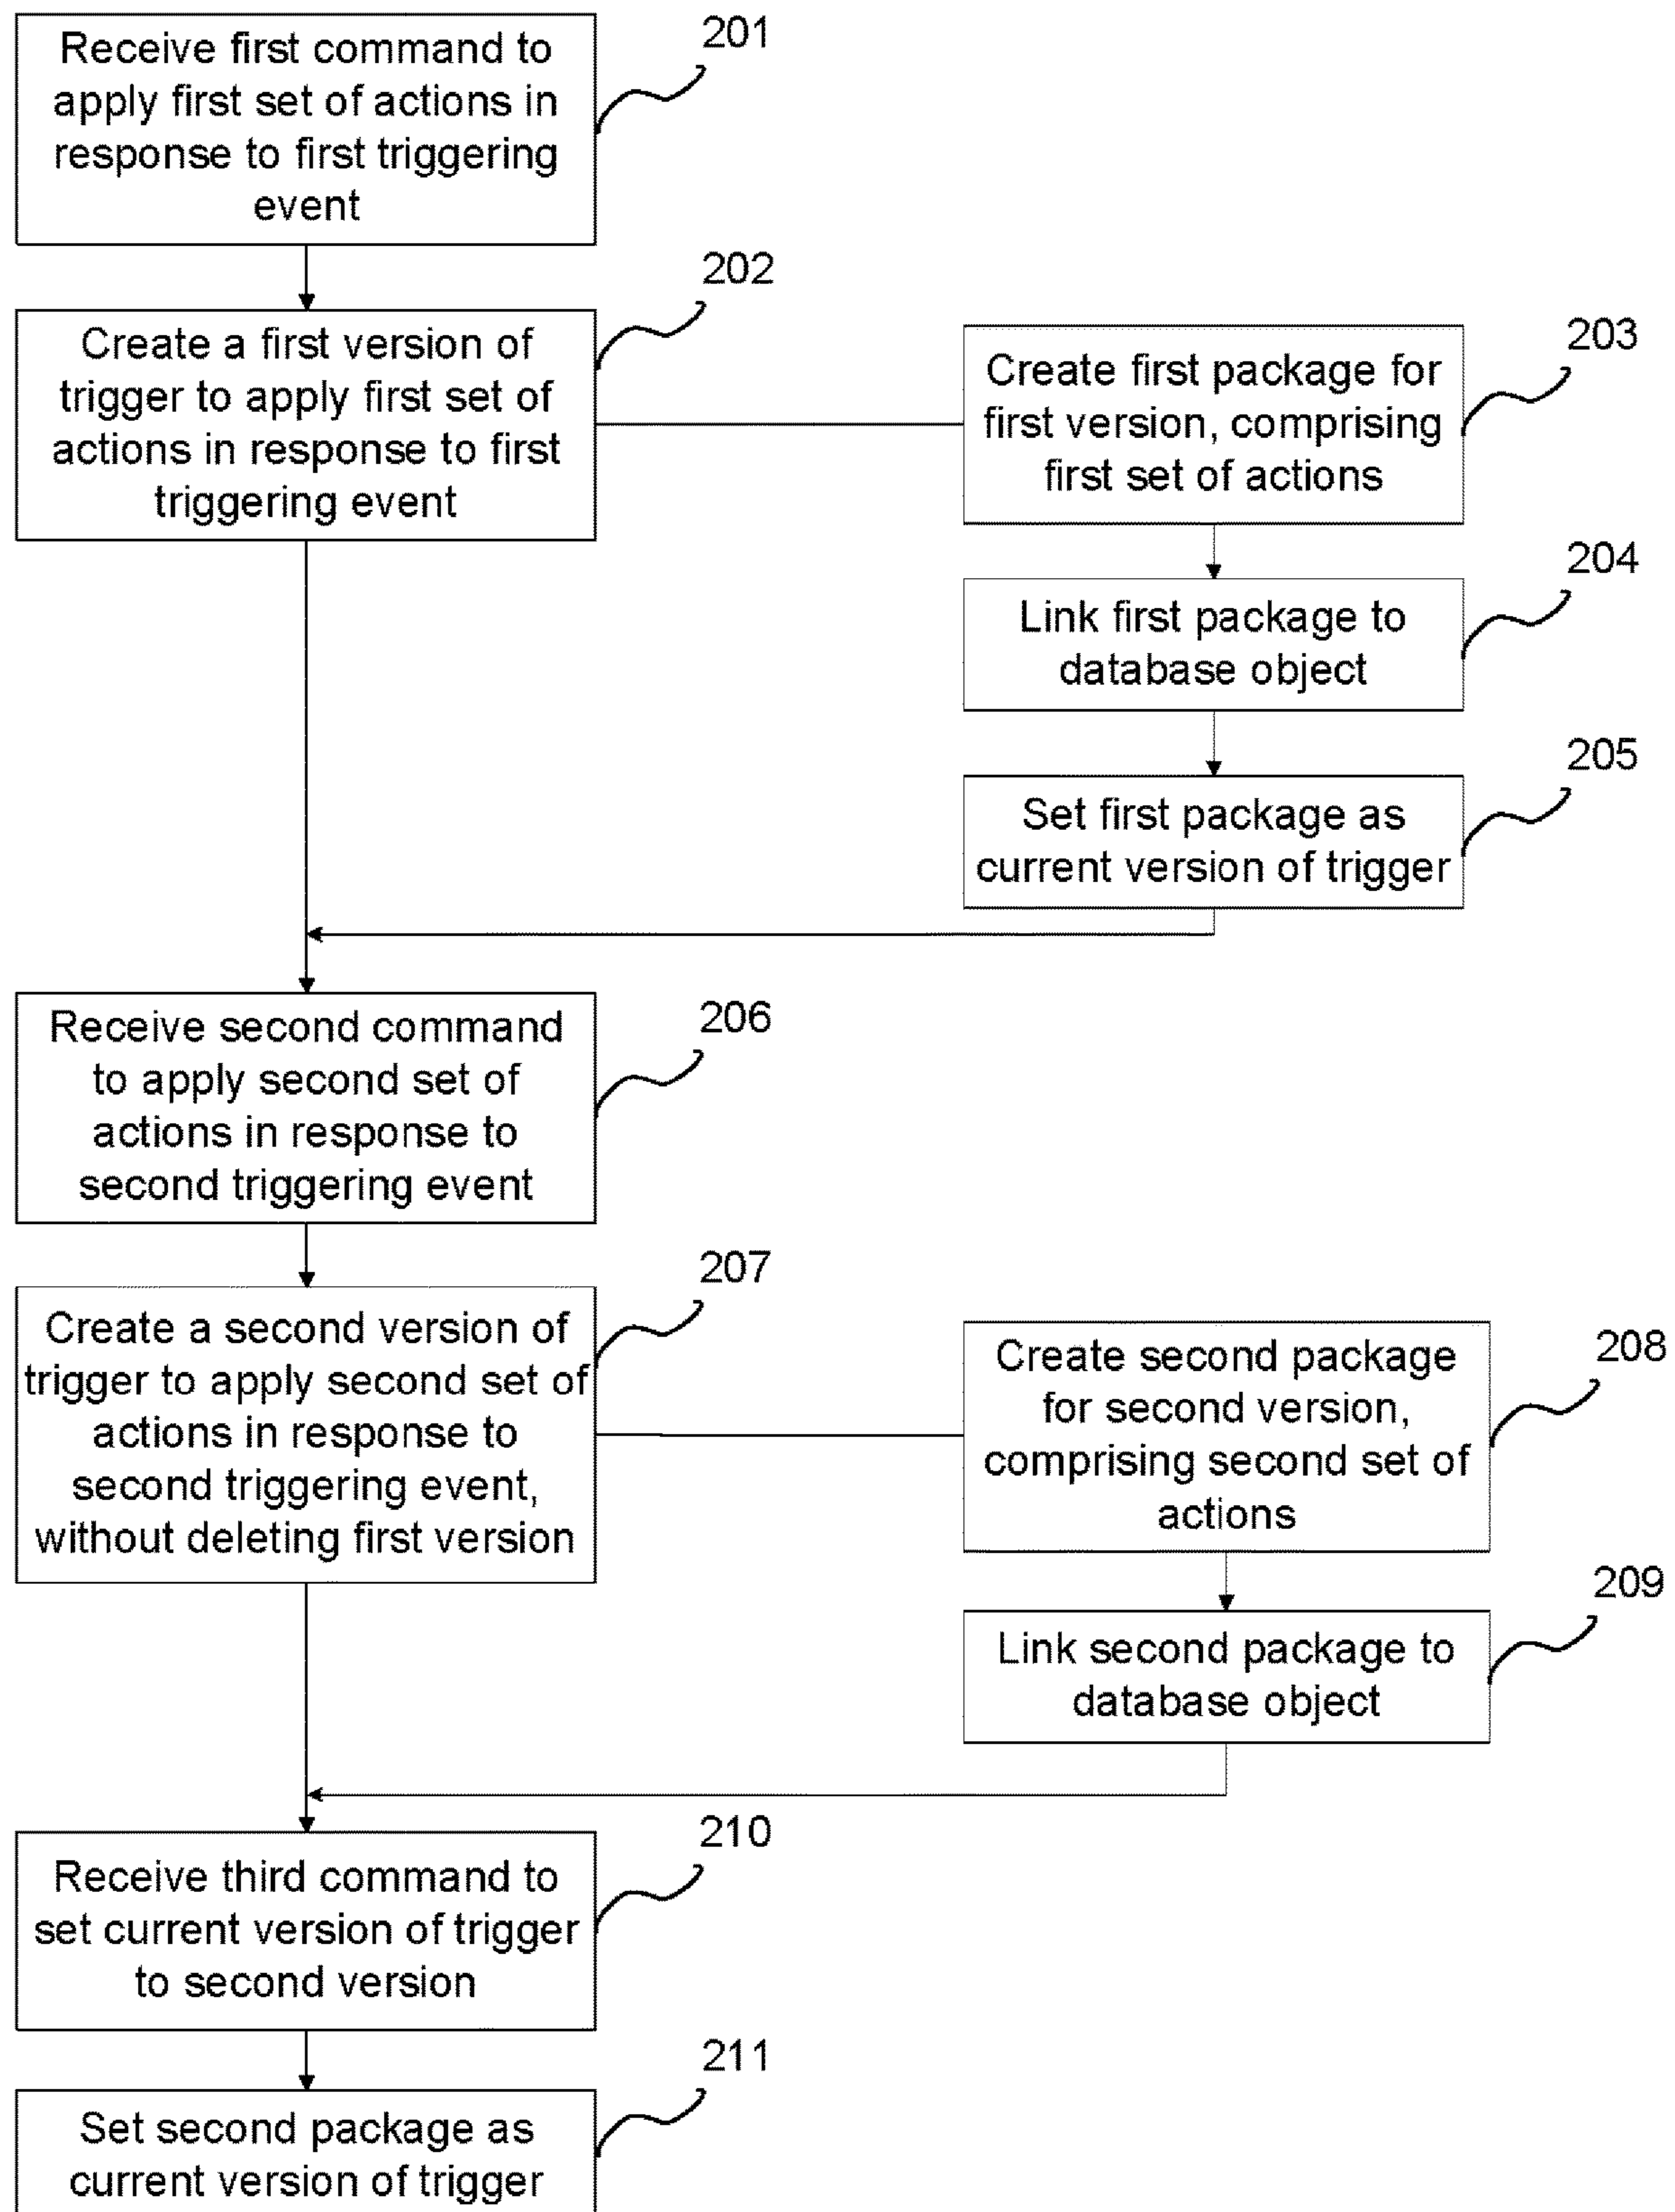 Receive first command to
apply first set of actions in
response to first triggering
event
201
Create a first version of
trigger to apply first set of
actions in response to first
triggering event
202
Create first package for
first version, comprising
first set of actions
203
Link first package to
database object
204
Set first package as
current version of trigger
205
Receive second command
to apply second set of
actions in response to
second triggering event
206
Create a second version of
trigger to apply second set of
actions in response to
second triggering event,
without deleting first version
207
Create second package
for second version,
comprising second set of
actions
208
Link second package to
database object
209
Receive third command to
set current version of trigger
to second version
210
Set second package as
current version of trigger
211